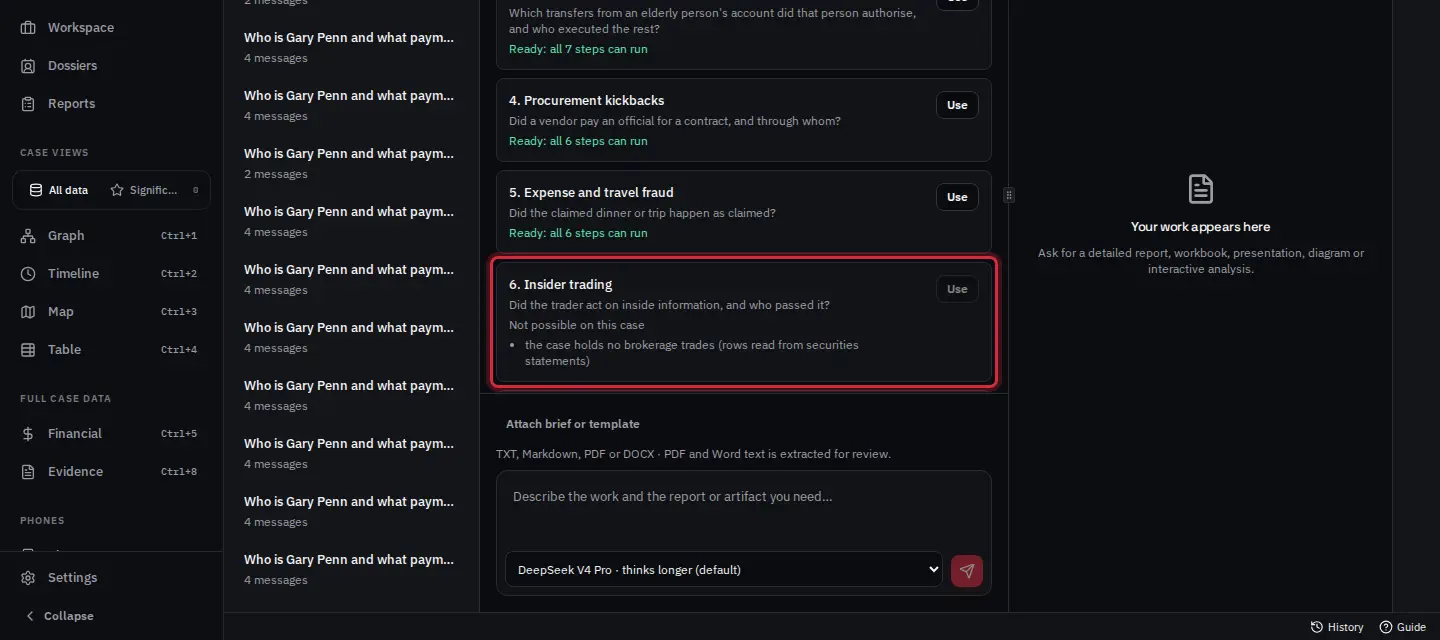 Workspace
Dossiers
Reports
CASE VIEWS
All data
Signific...
0
Graph
Ctrl+1
Timeline
Ctrl+2
Map
Ctrl+3
Table
Ctrl+4
FULL CASE DATA
Financial
Ctrl+5
Evidence
Ctrl+8
PHONES
Settings
Collapse
2 messages
Who is Gary Penn and what paym...
4 messages
Who is Gary Penn and what paym...
4 messages
Who is Gary Penn and what paym...
2 messages
Who is Gary Penn and what paym...
4 messages
Who is Gary Penn and what paym...
4 messages
Who is Gary Penn and what paym...
4 messages
Who is Gary Penn and what paym...
4 messages
Who is Gary Penn and what paym...
4 messages
Who is Gary Penn and what paym...
4 messages
Who is Gary Penn and what paym...
4 messages
Which transfers from an elderly person's account did that person authorise,
and who executed the rest?
Ready: all 7 steps can run
Use
4. Procurement kickbacks
Did a vendor pay an official for a contract, and through whom?
Ready: all 6 steps can run
Use
5. Expense and travel fraud
Did the claimed dinner or trip happen as claimed?
Ready: all 6 steps can run
Use
6. Insider trading
Did the trader act on inside information, and who passed it?
Not possible on this case
• the case holds no brokerage trades (rows read from securities
statements)
Use
Attach brief or template
TXT, Markdown, PDF or DOCX · PDF and Word text is extracted for review.
Describe the work and the report or artifact you need...
DeepSeek V4 Pro · thinks longer (default)
Your work appears here
Ask for a detailed report, workbook, presentation, diagram or
interactive analysis.
History
Guide